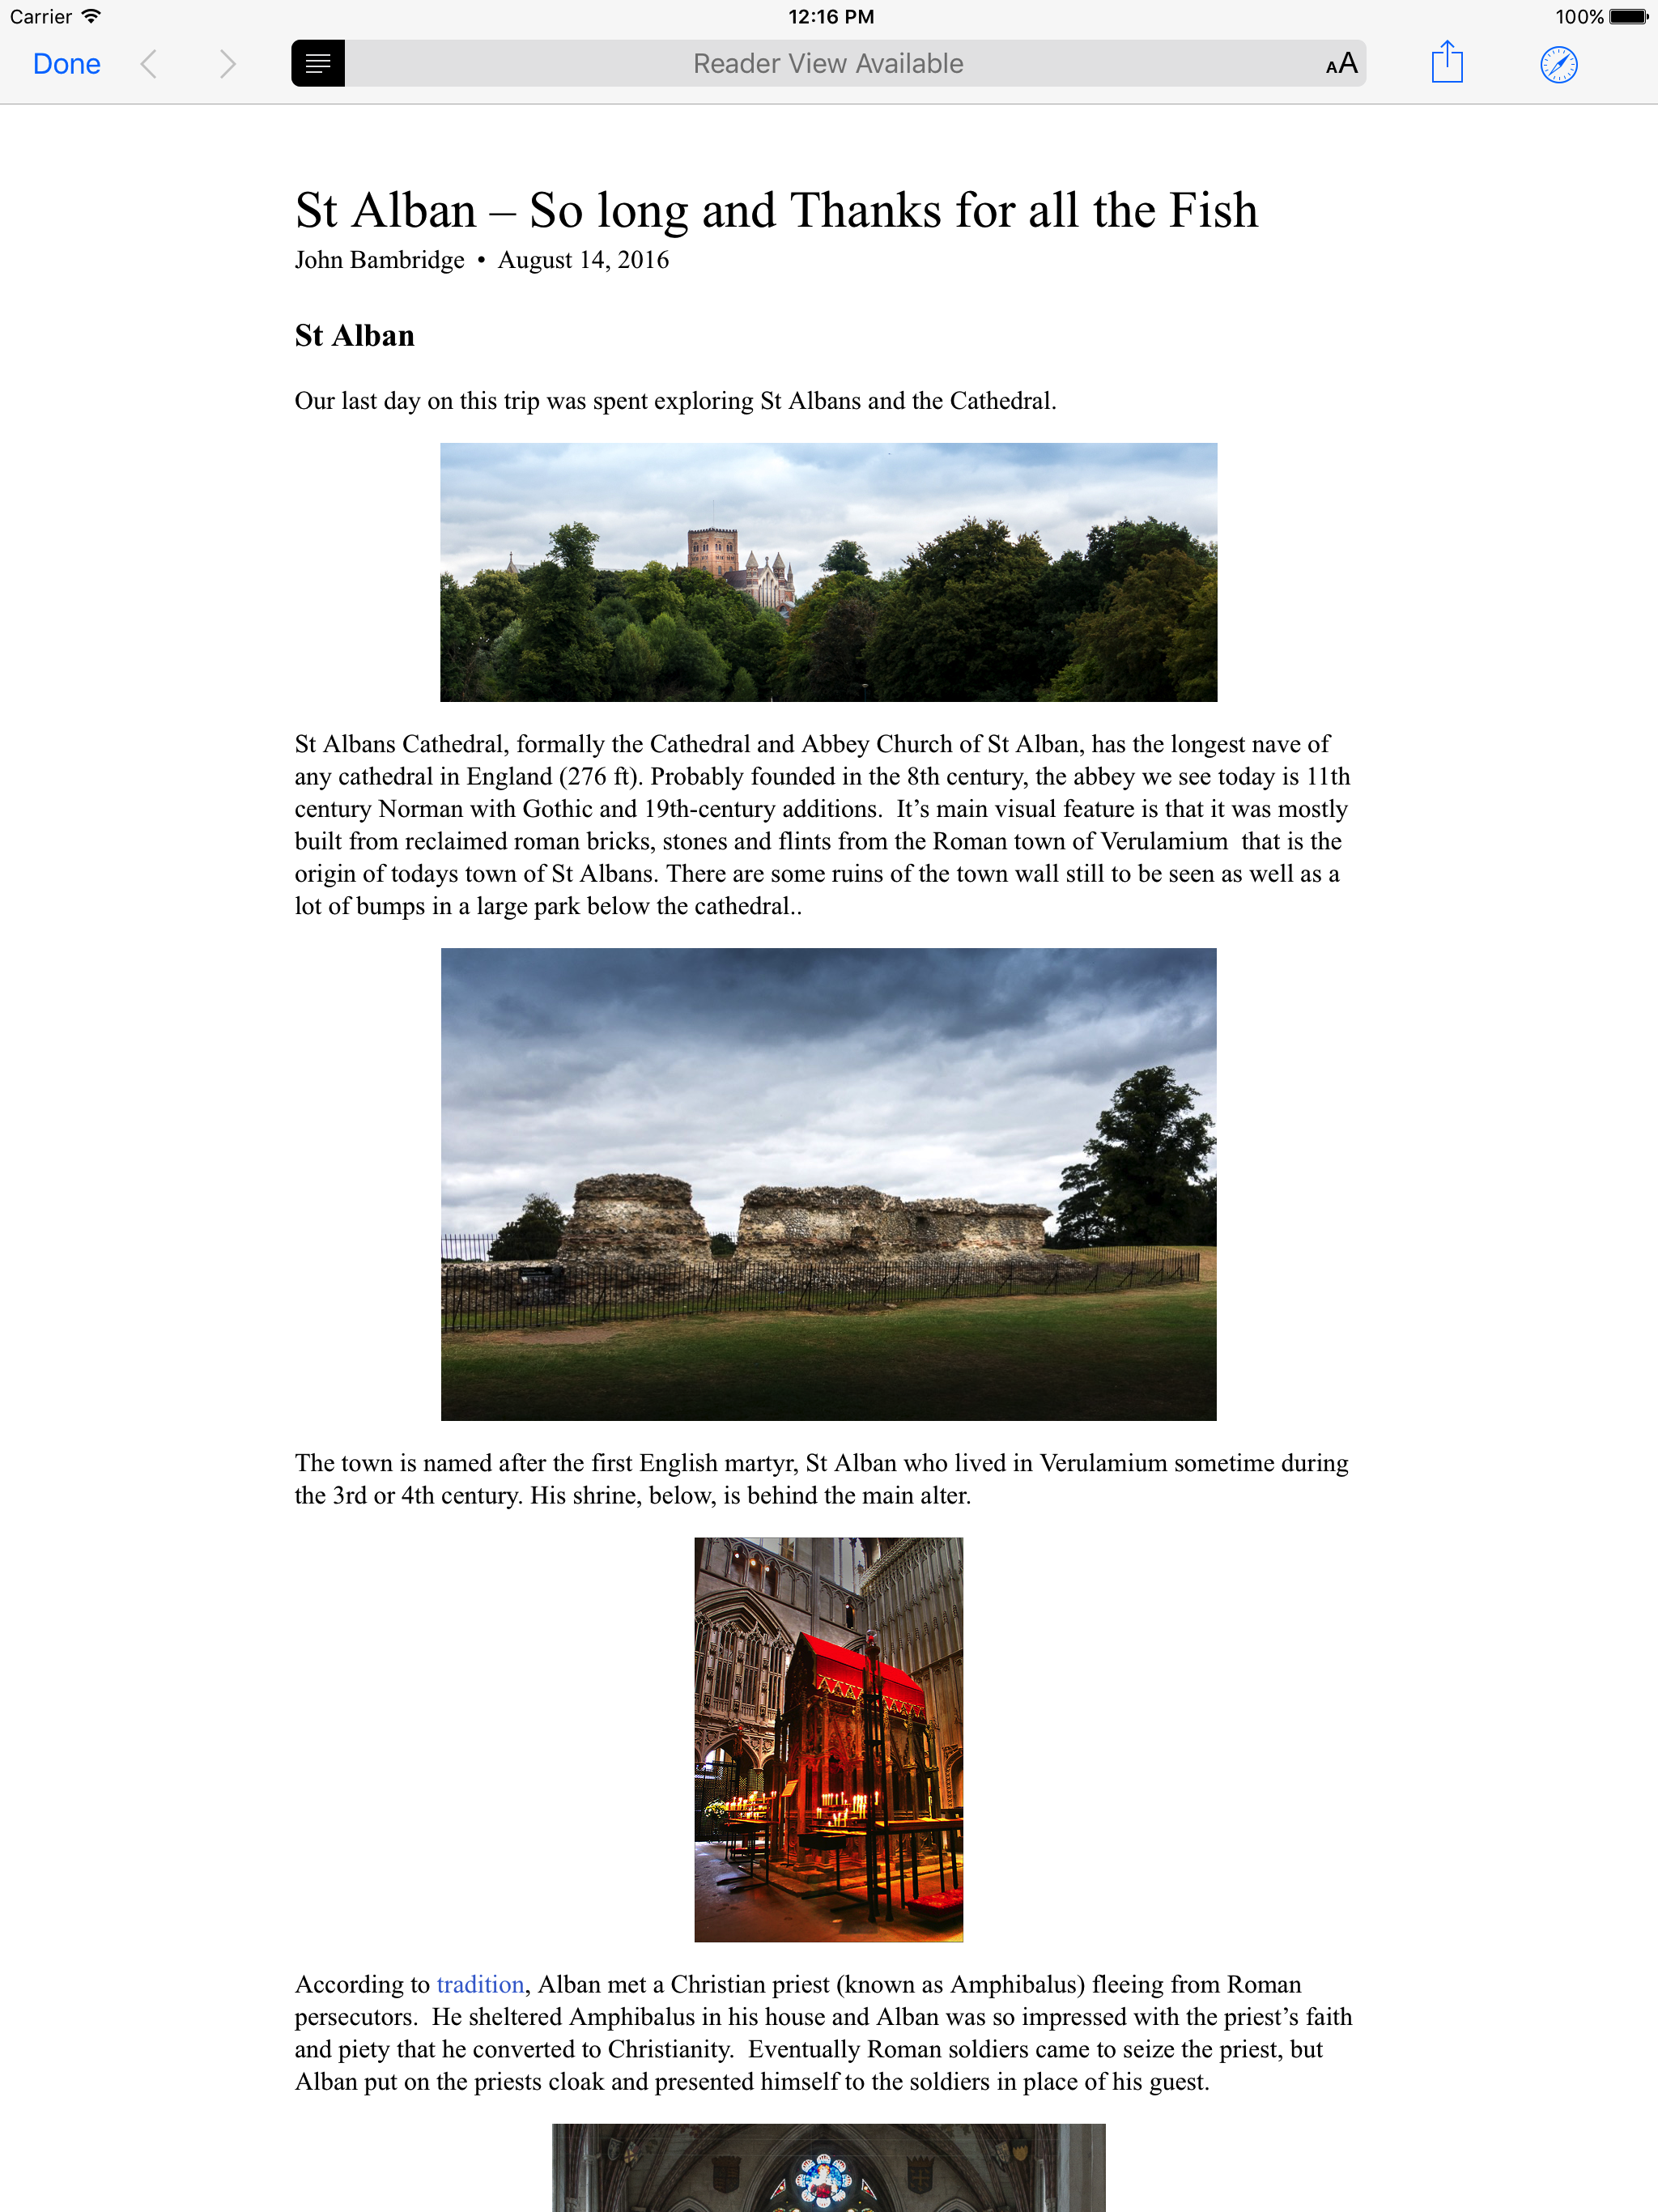 Carrier 12:16 PM 100%
Done Reader View Available AA
St Alban – So long and Thanks for all the Fish
John Bambridge • August 14, 2016
St Alban
Our last day on this trip was spent exploring St Albans and the Cathedral.
St Albans Cathedral, formally the Cathedral and Abbey Church of St Alban, has the longest nave of
any cathedral in England (276 ft). Probably founded in the 8th century, the abbey we see today is 11th
century Norman with Gothic and 19th-century additions.  It’s main visual feature is that it was mostly
built from reclaimed roman bricks, stones and flints from the Roman town of Verulamium  that is the
origin of todays town of St Albans. There are some ruins of the town wall still to be seen as well as a
lot of bumps in a large park below the cathedral..
The town is named after the first English martyr, St Alban who lived in Verulamium sometime during
the 3rd or 4th century. His shrine, below, is behind the main alter.
According to tradition, Alban met a Christian priest (known as Amphibalus) fleeing from Roman
persecutors.  He sheltered Amphibalus in his house and Alban was so impressed with the priest’s faith
and piety that he converted to Christianity.  Eventually Roman soldiers came to seize the priest, but
Alban put on the priests cloak and presented himself to the soldiers in place of his guest.